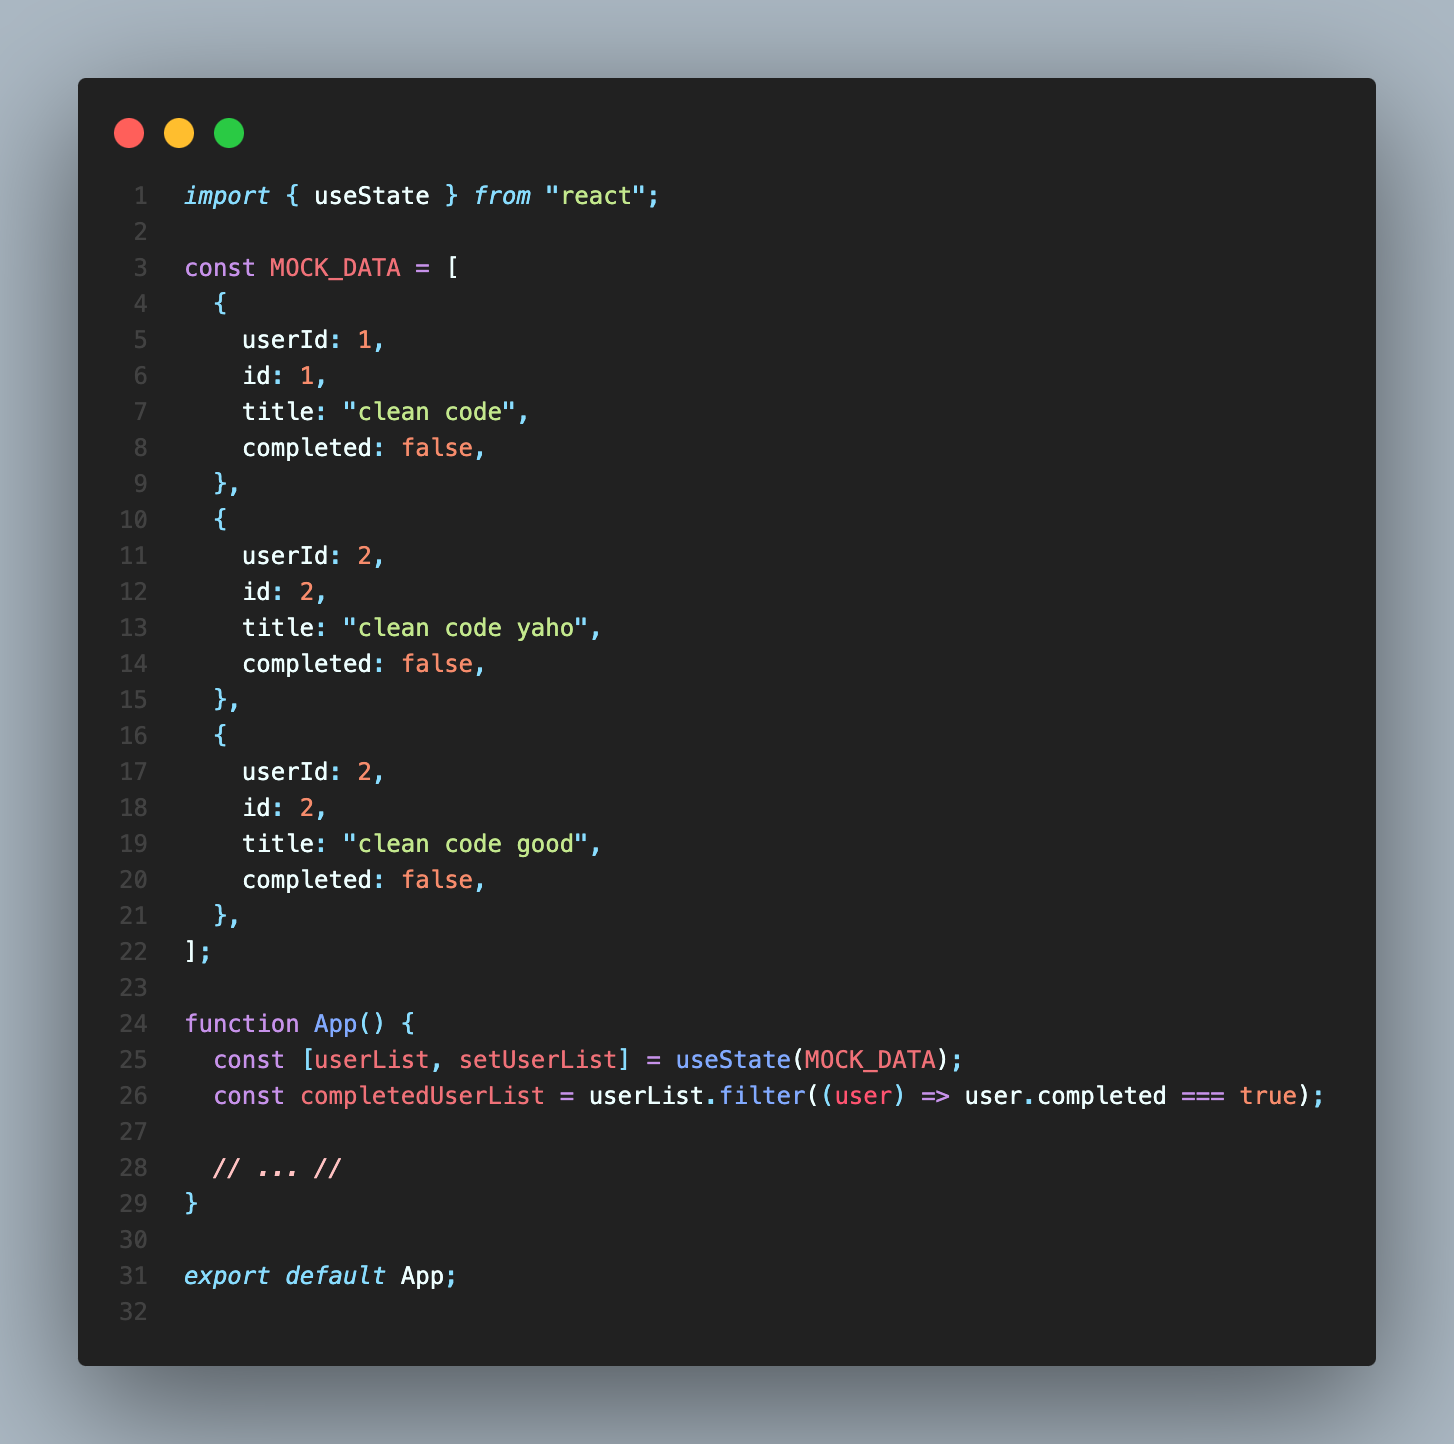 1 import { useState } from "react";
2
3 const MOCK_DATA = [
4   {
5     userId: 1,
6     id: 1,
7     title: "clean code",
8     completed: false,
9   },
10   {
11     userId: 2,
12     id: 2,
13     title: "clean code yaho",
14     completed: false,
15   },
16   {
17     userId: 2,
18     id: 2,
19     title: "clean code good",
20     completed: false,
21   },
22 ];
23
24 function App() {
25   const [userList, setUserList] = useState(MOCK_DATA);
26   const completedUserList = userList.filter((user) => user.completed === true);
27
28   // ... //
29 }
30
31 export default App;
32